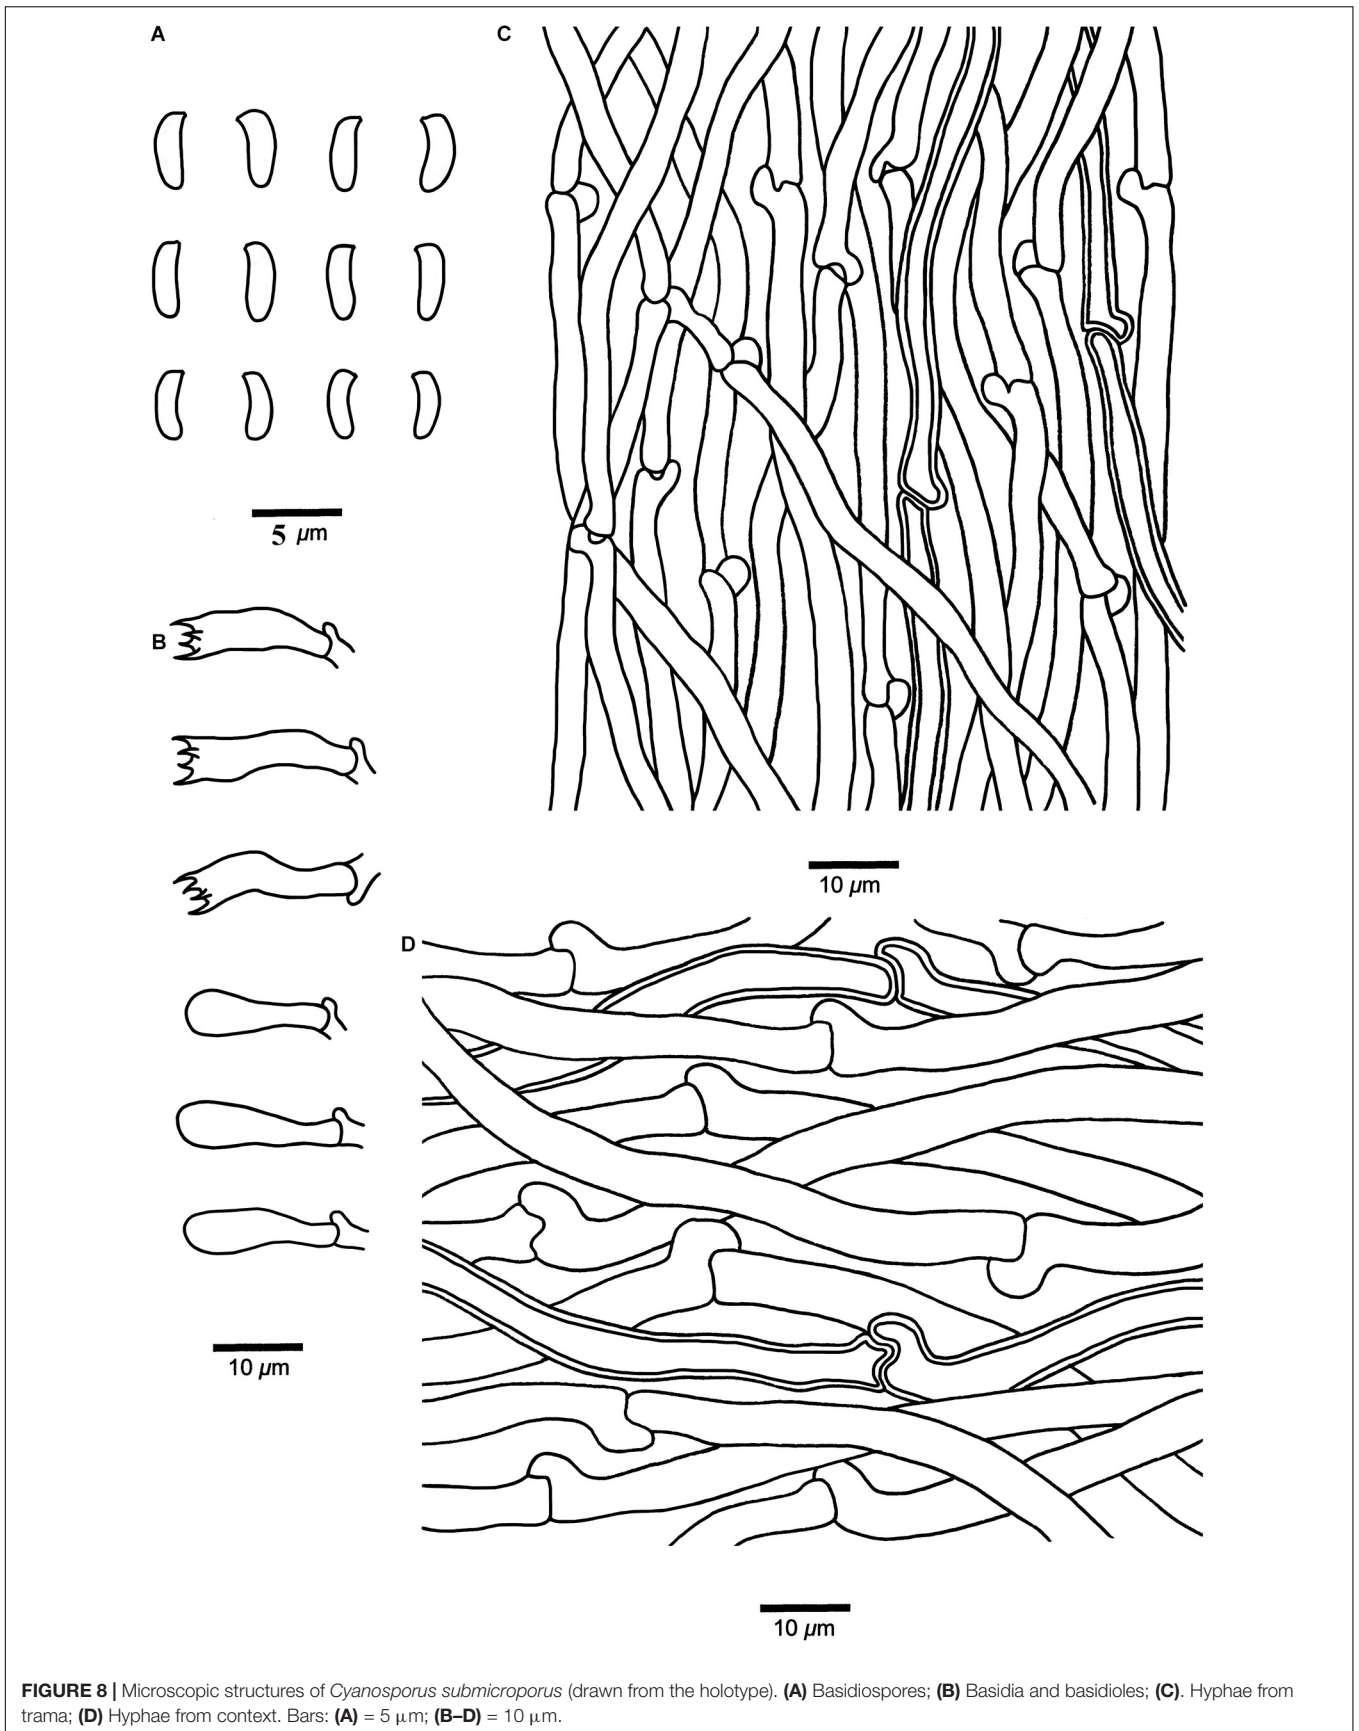 A
C
5 µm
B
10 µm
D
10 µm
10 µm
FIGURE 8 | Microscopic structures of Cyanosporus submicroporus (drawn from the holotype). (A) Basidiospores; (B) Basidia and basidioles; (C). Hyphae from
trama; (D) Hyphae from context. Bars: (A) = 5 µm; (B–D) = 10 µm.